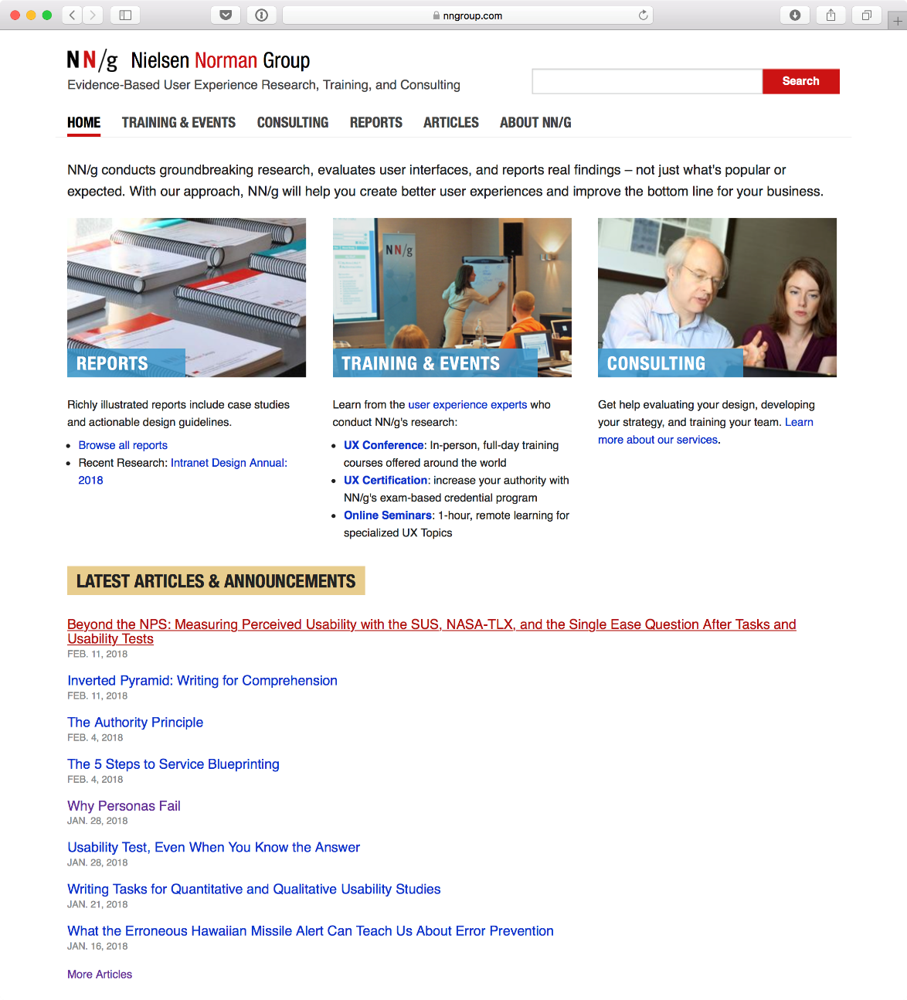 nngroup.com
NN/g Nielsen Norman Group
Evidence-Based User Experience Research, Training, and Consulting
Search
HOME TRAINING & EVENTS CONSULTING REPORTS ARTICLES ABOUT NN/G
NN/g conducts groundbreaking research, evaluates user interfaces, and reports real findings – not just what's popular or
expected. With our approach, NN/g will help you create better user experiences and improve the bottom line for your business.
REPORTS
Richly illustrated reports include case studies
and actionable design guidelines.
• Browse all reports
• Recent Research: Intranet Design Annual:
2018
NN/g
TRAINING & EVENTS
Learn from the user experience experts who
conduct NN/g's research:
• UX Conference: In-person, full-day training
courses offered around the world
• UX Certification: increase your authority with
NN/g's exam-based credential program
• Online Seminars: 1-hour, remote learning for
specialized UX Topics
CONSULTING
Get help evaluating your design, developing
your strategy, and training your team. Learn
more about our services.
LATEST ARTICLES & ANNOUNCEMENTS
Beyond the NPS: Measuring Perceived Usability with the SUS, NASA-TLX, and the Single Ease Question After Tasks and
Usability Tests
FEB. 11, 2018
Inverted Pyramid: Writing for Comprehension
FEB. 11, 2018
The Authority Principle
FEB. 4, 2018
The 5 Steps to Service Blueprinting
FEB. 4, 2018
Why Personas Fail
JAN. 28, 2018
Usability Test, Even When You Know the Answer
JAN. 28, 2018
Writing Tasks for Quantitative and Qualitative Usability Studies
JAN. 21, 2018
What the Erroneous Hawaiian Missile Alert Can Teach Us About Error Prevention
JAN. 16, 2018
More Articles